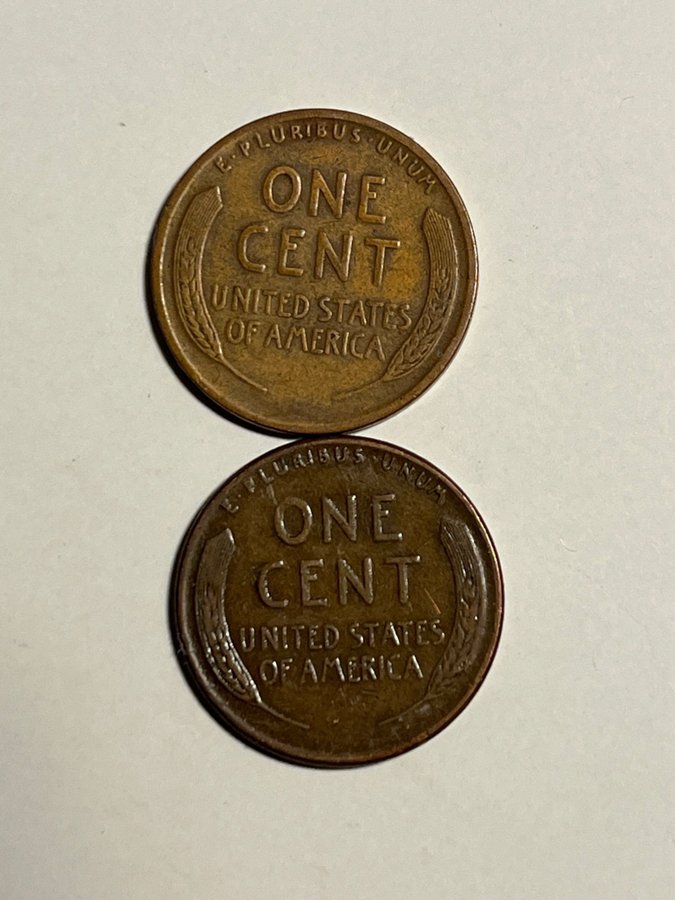 E·PLURIBUS·UNUM
ONE
CENT
UNITED STATES
OF AMERICA
E·PLURIBUS·UNUM
ONE
CENT
UNITED STATES
OF AMERICA